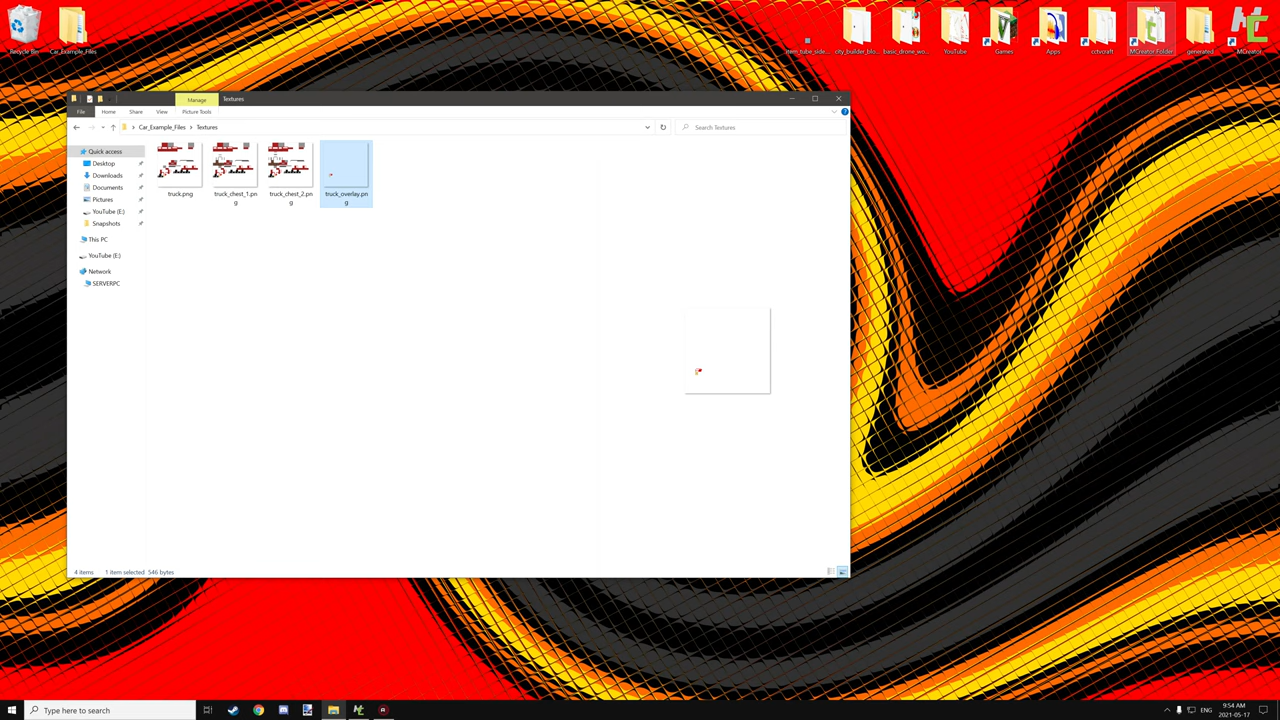 Recycle Bin
Car_Example_Files
item_tube_side...
city_builder_blo...
basic_drone_wo...
YouTube
Games
Apps
cctvcraft
MCreator Folder
generated
MCreator
Manage
Textures
File
Home
Share
View
Picture Tools
Car_Example_Files
Textures
Search Textures
Quick access
Desktop
Downloads
Documents
Pictures
YouTube (E:)
Snapshots
This PC
YouTube (E:)
Network
SERVERPC
truck.png
truck_chest_1.pn
g
truck_chest_2.pn
g
truck_overlay.pn
g
4 items
1 item selected 546 bytes
Type here to search
ENG
9:54 AM
2021-05-17